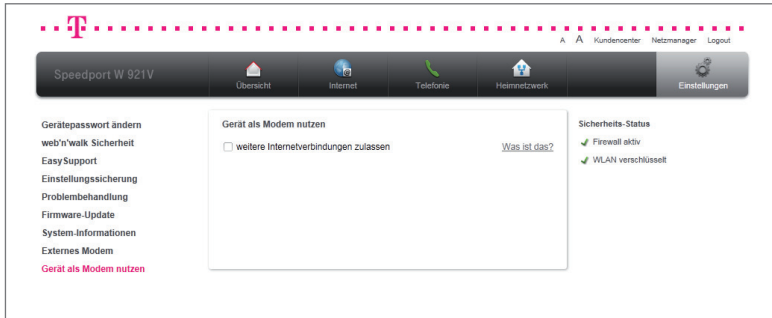 T
A A Kundencenter Netzmanager Logout
Speedport W 921V
Übersicht Internet Telefonie Heimnetzwerk Einstellungen
Gerätepasswort ändern
web'n'walk Sicherheit
EasySupport
Einstellungssicherung
Problembehandlung
Firmware-Update
System-Informationen
Externes Modem
Gerät als Modem nutzen
Gerät als Modem nutzen
weitere Internetverbindungen zulassen Was ist das?
Sicherheits-Status
Firewall aktiv
WLAN verschlüsselt